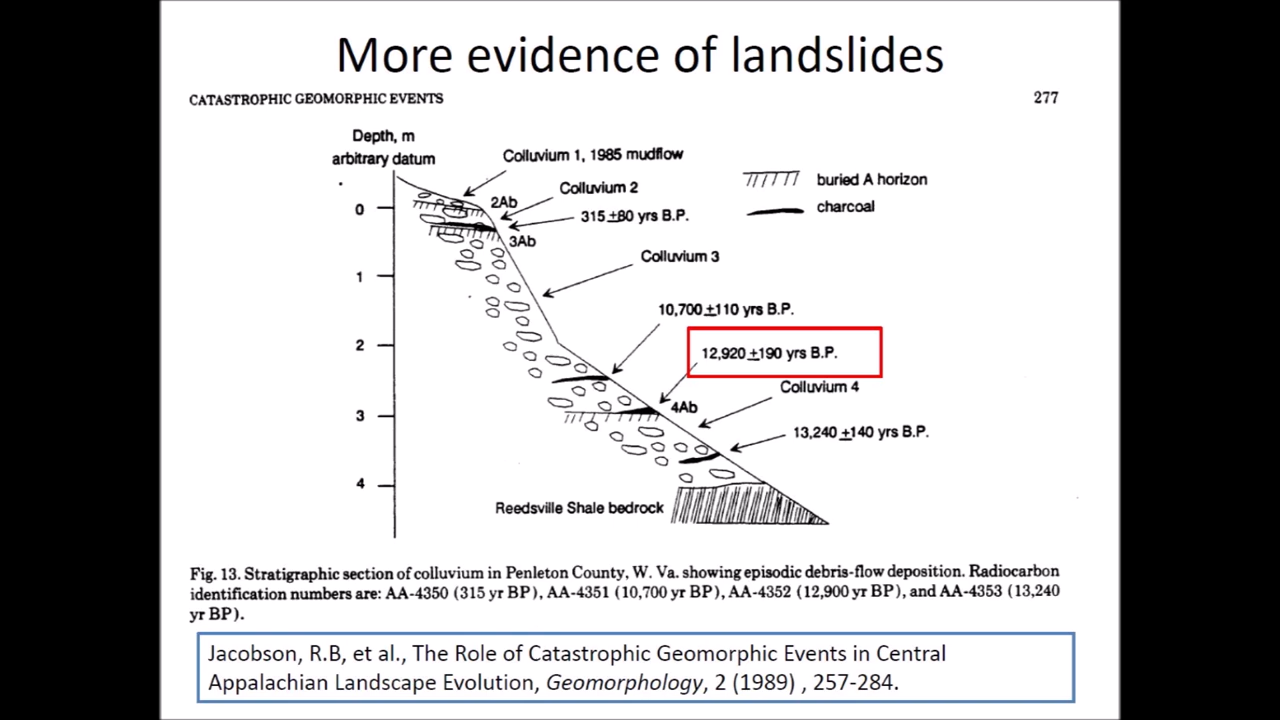 More evidence of landslides
CATASTROPHIC GEOMORPHIC EVENTS
277
Depth, m
arbitrary datum
Colluvium 1, 1985 mudflow
Colluvium 2
2Ab
315 ±80 yrs B.P.
3Ab
buried A horizon
charcoal
0
1
2
3
4
Colluvium 3
10,700 ±110 yrs B.P.
12,920 ±190 yrs B.P.
Colluvium 4
4Ab
13,240 ±140 yrs B.P.
Reedsville Shale bedrock
Fig. 13. Stratigraphic section of colluvium in Penleton County, W. Va. showing episodic debris-flow deposition. Radiocarbon
identification numbers are: AA-4350 (315 yr BP), AA-4351 (10,700 yr BP), AA-4352 (12,900 yr BP), and AA-4353 (13,240
yr BP).
Jacobson, R.B, et al., The Role of Catastrophic Geomorphic Events in Central
Appalachian Landscape Evolution, Geomorphology, 2 (1989) , 257-284.